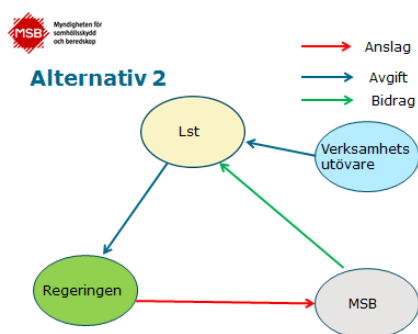 MSB
Myndigheten för
samhällsskydd
och beredskap
Alternativ 2
Anslag
Avgift
Bidrag
Lst
Verksamhets
utövare
Regeringen
MSB